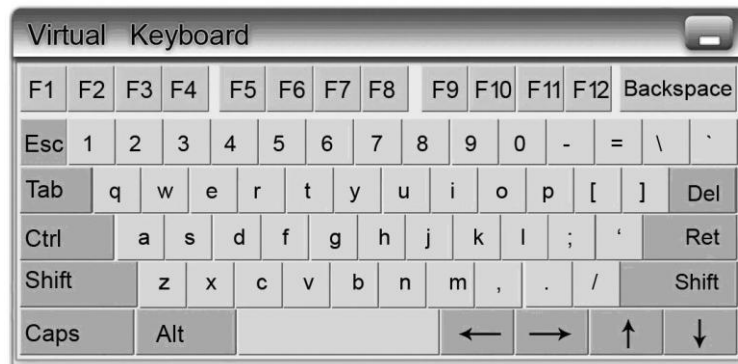 Virtual Keyboard
F1 F2 F3 F4 F5 F6 F7 F8 F9 F10 F11 F12 Backspace
Esc 1 2 3 4 5 6 7 8 9 0 - = \ `
Tab q w e r t y u i o p [ ] Del
Ctrl a s d f g h j k l ; ‘ Ret
Shift z x c v b n m , . / Shift
Caps Alt ← → ↑ ↓